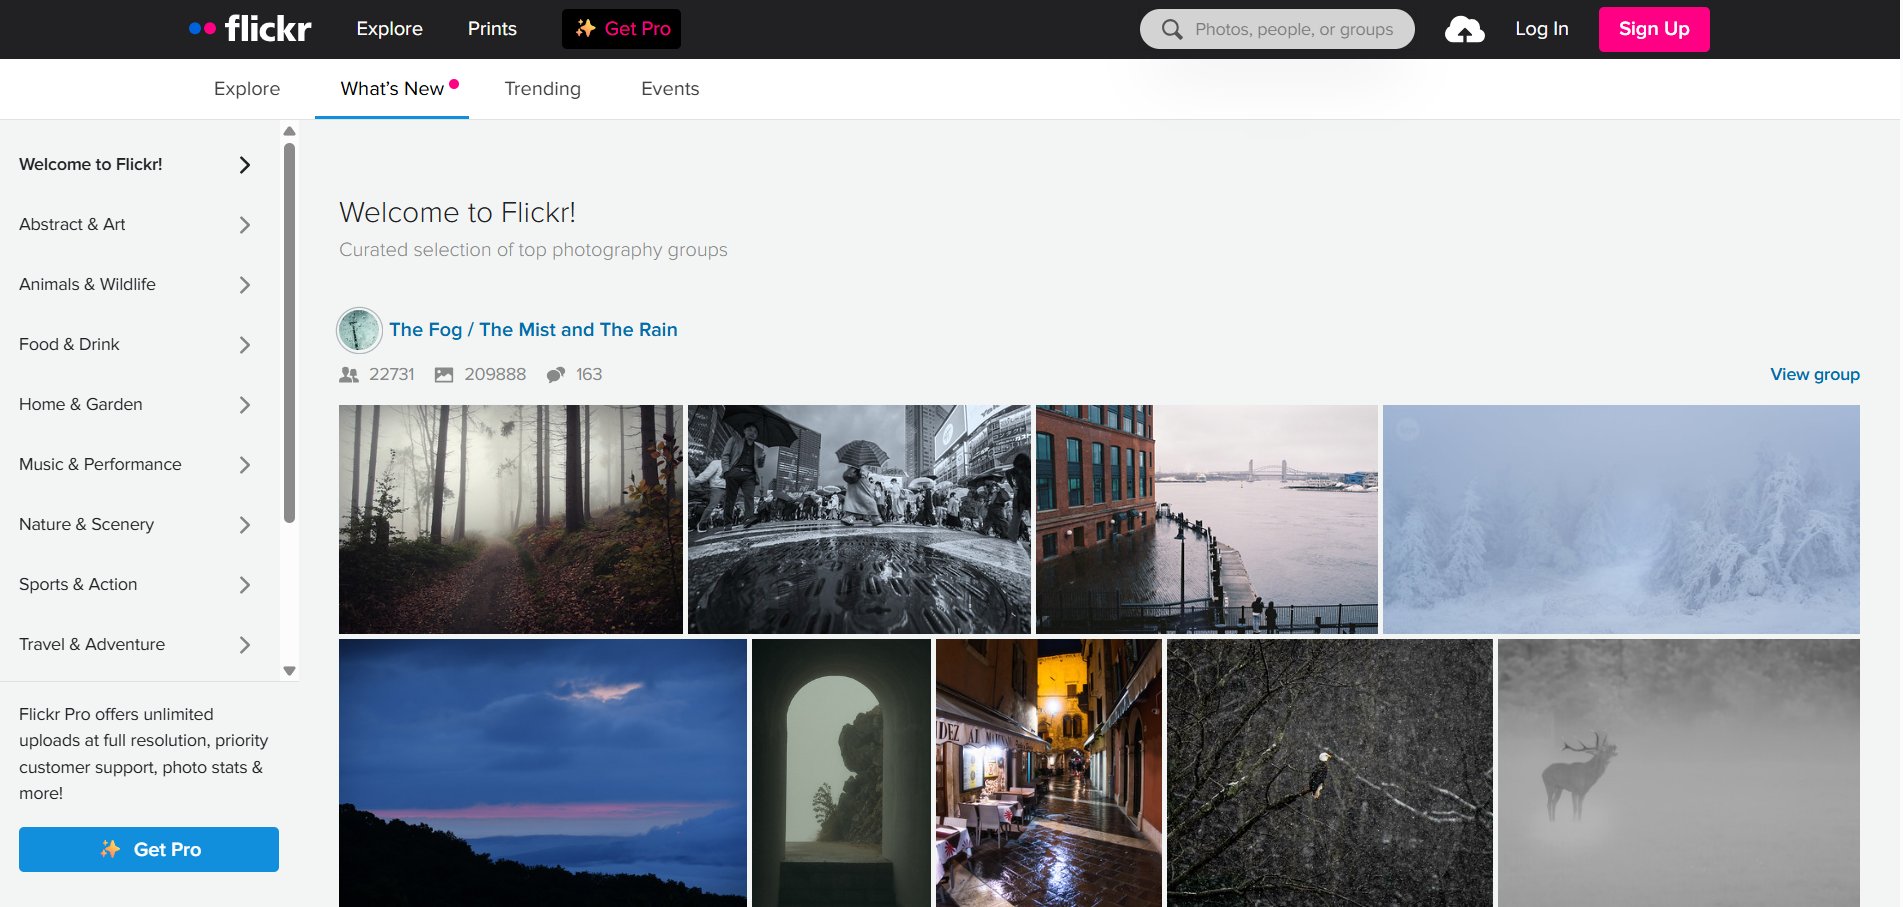 flickr
Explore
Prints
Get Pro
Photos, people, or groups
Log In
Sign Up
Explore
What's New
Trending
Events
Welcome to Flickr!
Abstract & Art
Animals & Wildlife
Food & Drink
Home & Garden
Music & Performance
Nature & Scenery
Sports & Action
Travel & Adventure
Flickr Pro offers unlimited
uploads at full resolution, priority
customer support, photo stats &
more!
Get Pro
Welcome to Flickr!
Curated selection of top photography groups
The Fog / The Mist and The Rain
22731
209888
163
View group